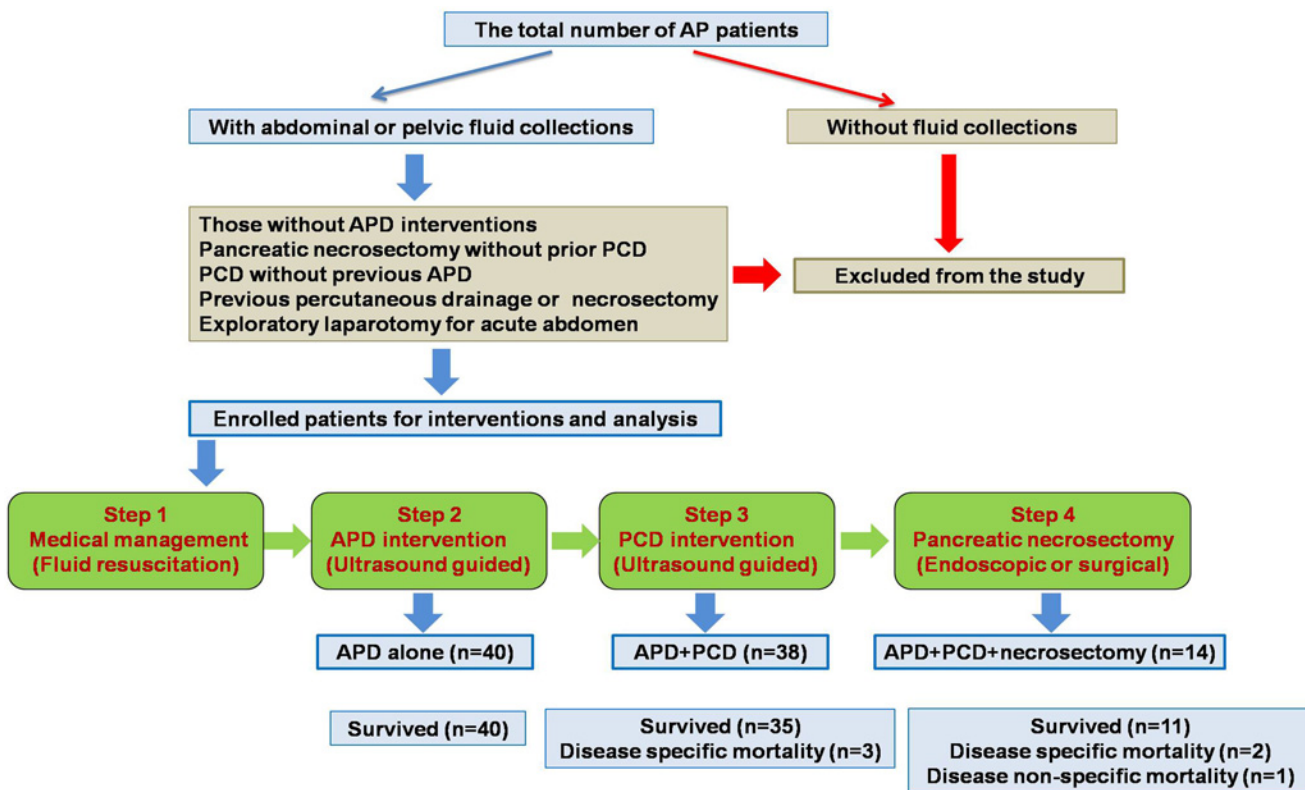 The total number of AP patients
With abdominal or pelvic fluid collections
Without fluid collections
Those without APD interventions
Pancreatic necrosectomy without prior PCD
PCD without previous APD
Previous percutaneous drainage or necrosectomy
Exploratory laparotomy for acute abdomen
Excluded from the study
Enrolled patients for interventions and analysis
Step 1
Medical management
(Fluid resuscitation)
Step 2
APD intervention
(Ultrasound guided)
Step 3
PCD intervention
(Ultrasound guided)
Step 4
Pancreatic necrosectomy
(Endoscopic or surgical)
APD alone (n=40)
APD+PCD (n=38)
APD+PCD+necrosectomy (n=14)
Survived (n=40)
Survived (n=35)
Disease specific mortality (n=3)
Survived (n=11)
Disease specific mortality (n=2)
Disease non-specific mortality (n=1)